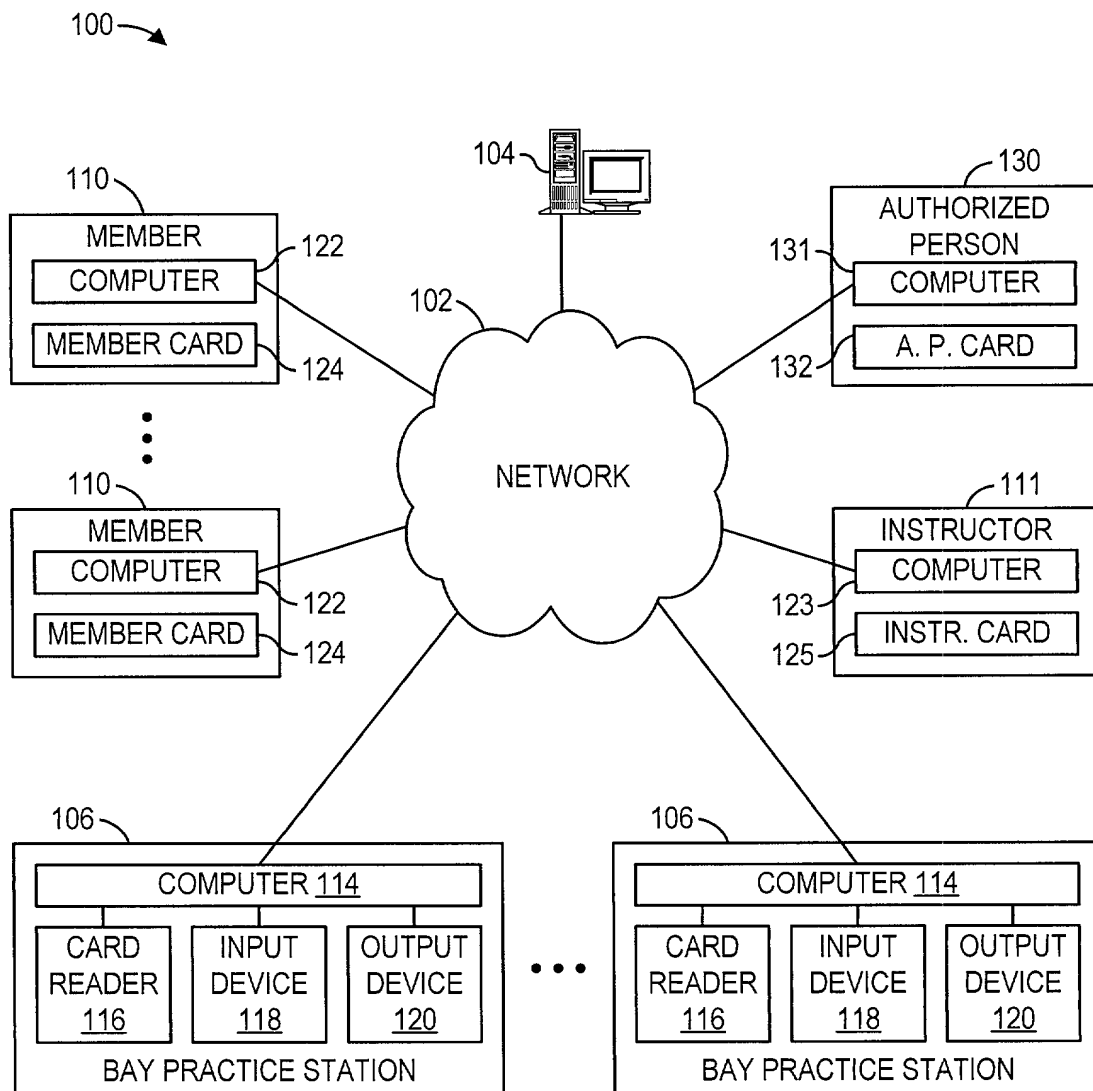 100
104
110
MEMBER
COMPUTER
122
MEMBER CARD
124
130
AUTHORIZED
PERSON
131
COMPUTER
132
A. P. CARD
102
NETWORK
110
MEMBER
COMPUTER
122
MEMBER CARD
124
111
INSTRUCTOR
COMPUTER
123
INSTR. CARD
125
106
COMPUTER 114
CARD
READER
116
INPUT
DEVICE
118
OUTPUT
DEVICE
120
BAY PRACTICE STATION
106
COMPUTER 114
CARD
READER
116
INPUT
DEVICE
118
OUTPUT
DEVICE
120
BAY PRACTICE STATION